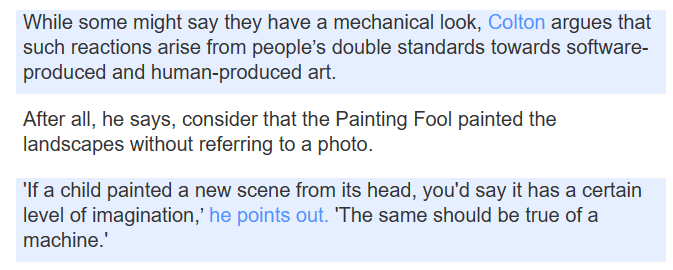 While some might say they have a mechanical look, Colton argues that
such reactions arise from people’s double standards towards software-
produced and human-produced art.
After all, he says, consider that the Painting Fool painted the
landscapes without referring to a photo.
'If a child painted a new scene from its head, you'd say it has a certain
level of imagination,’ he points out. 'The same should be true of a
machine.'